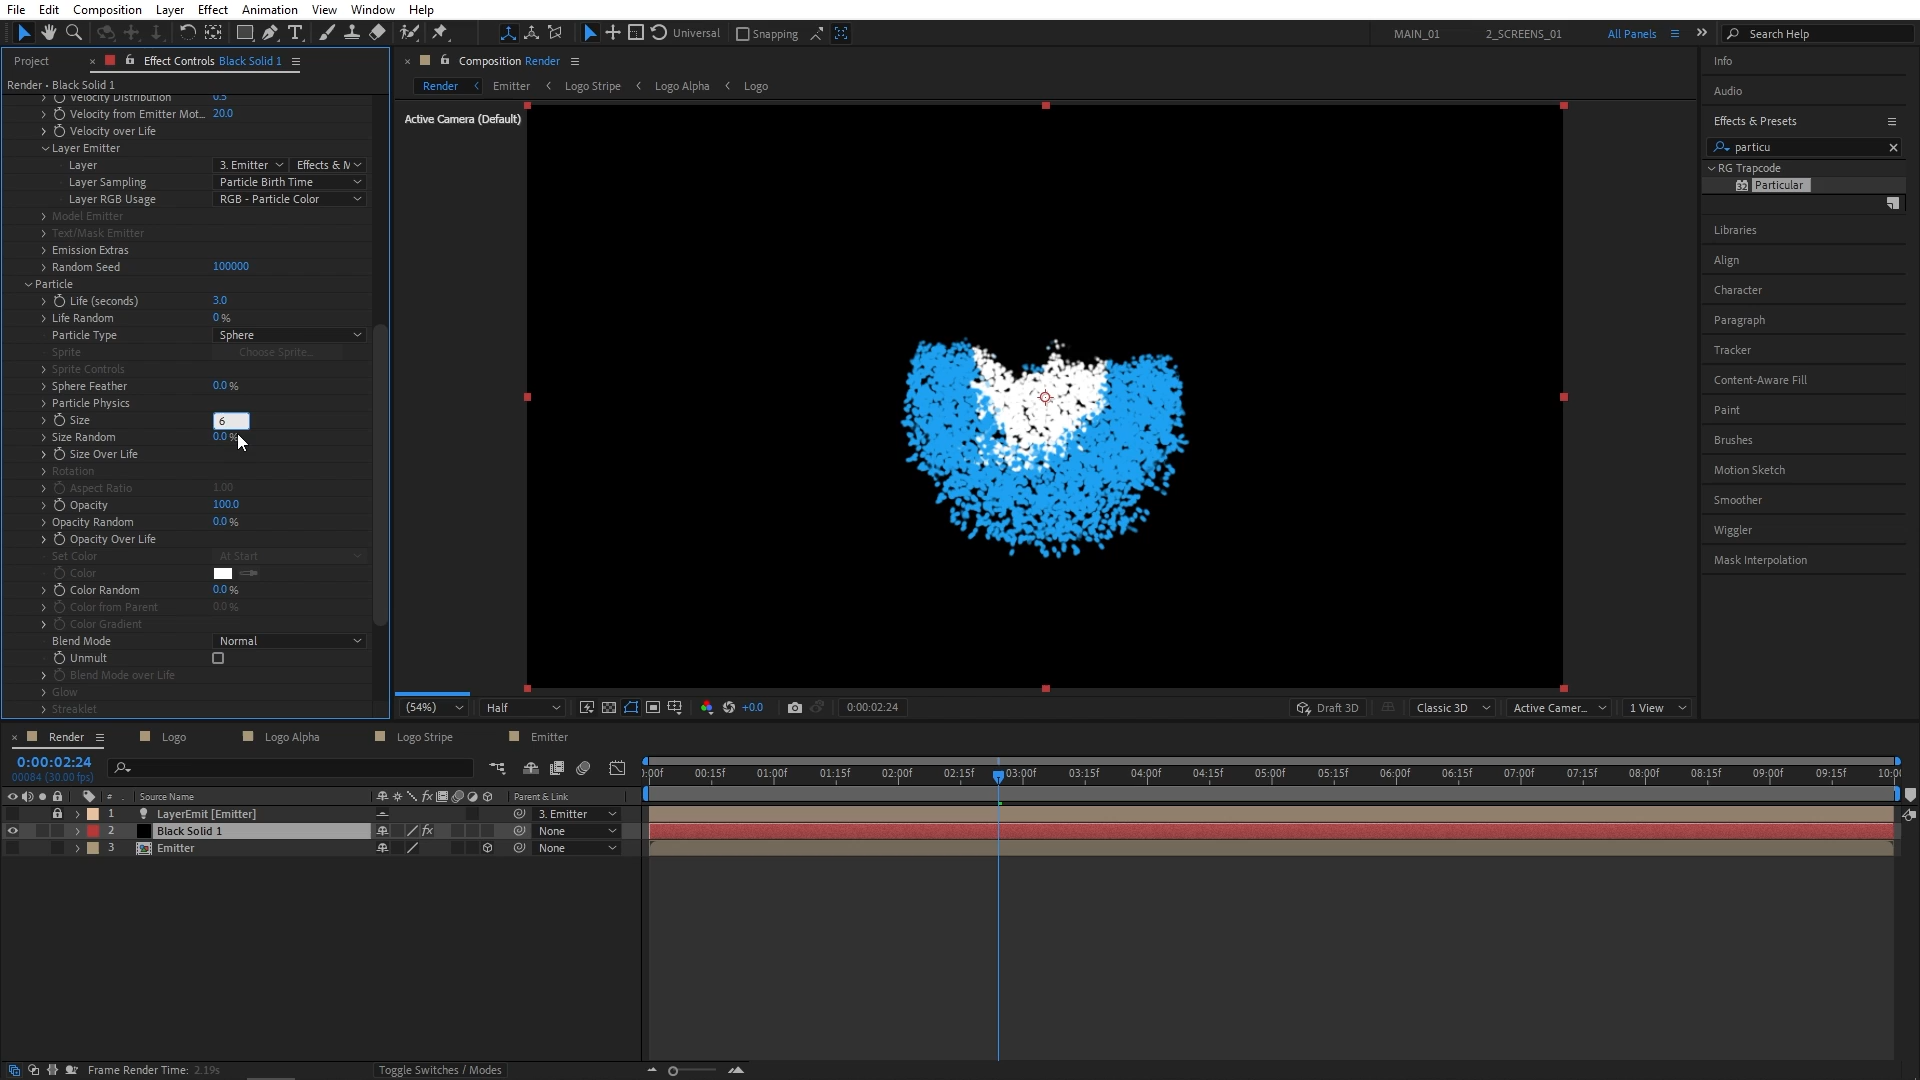 File Edit Composition Layer Effect Animation View Window Help
Universal Snapping MAIN_01 2_SCREENS_01 All Panels Search Help
Project Effect Controls Black Solid 1 Composition Render Info
Render • Black Solid 1 Render Emitter Logo Stripe Logo Alpha Logo
Audio
Velocity Distribution 0.5
Velocity from Emitter Mot... 20.0 Active Camera (Default) Effects & Presets
Velocity over Life
Layer Emitter particu
Layer 3. Emitter Effects & M RG Trapcode
Layer Sampling Particle Birth Time Particular
Layer RGB Usage RGB - Particle Color
Model Emitter
Text/Mask Emitter Libraries
Emission Extras Align
Random Seed 100000
Particle Character
Life (seconds) 3.0
Life Random 0 % Paragraph
Particle Type Sphere
Sprite Choose Sprite... Tracker
Sprite Controls
Sphere Feather 0.0 % Content-Aware Fill
Particle Physics Paint
Size 6
Size Random 0.0 % Brushes
Size Over Life
Rotation Motion Sketch
Aspect Ratio 1.00
Opacity 100.0 Smoother
Opacity Random 0.0 %
Opacity Over Life Wiggler
Set Color At Start Mask Interpolation
Color
Color Random 0.0 %
Color from Parent 0.0 %
Color Gradient
Blend Mode Normal
Unmult
Blend Mode over Life
Glow
Streaklet
(54%) Half +0.0 0:00:02:24 Draft 3D Classic 3D Active Camer... 1 View
Render Logo Logo Alpha Logo Stripe Emitter
0:00:02:24
00084 (30.00 fps) :00f 00:15f 01:00f 01:15f 02:00f 02:15f 03:00f 03:15f 04:00f 04:15f 05:00f 05:15f 06:00f 06:15f 07:00f 07:15f 08:00f 08:15f 09:00f 09:15f 10:0
# Source Name Parent & Link
1 LayerEmit [Emitter] 3. Emitter
2 Black Solid 1 fx None
3 Emitter None
Frame Render Time: 2.19s Toggle Switches / Modes